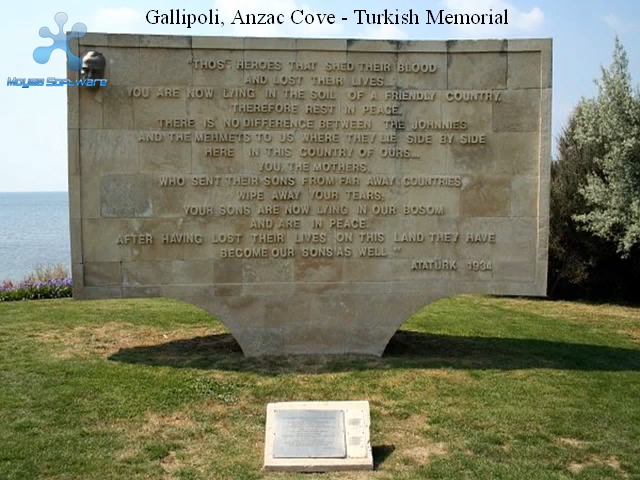 Gallipoli, Anzac Cove - Turkish Memorial
Moyea Software
"THOS HEROES THAT SHED THEIR BLOOD
AND LOST THEIR LIVES...
YOU ARE NOW LYING IN THE SOIL OF A FRIENDLY COUNTRY.
THEREFORE REST IN PEACE.
THERE IS NO DIFFERENCE BETWEEN THE JOHNNIES
AND THE MEHMETS TO US WHERE THEY LIE SIDE BY SIDE
HERE IN THIS COUNTRY OF OURS...
YOU, THE MOTHERS,
WHO SENT THEIR SONS FROM FAR AWAY COUNTRIES
WIPE AWAY YOUR TEARS;
YOUR SONS ARE NOW LYING IN OUR BOSOM
AND ARE IN PEACE.
AFTER HAVING LOST THEIR LIVES ON THIS LAND THEY HAVE
BECOME OUR SONS AS WELL."
ATATÜRK 1934